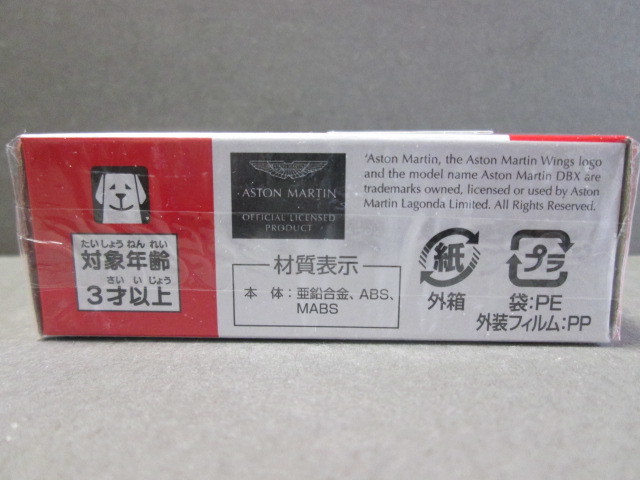 たいしょうねんれい
対象年齢
さい いじょう
3才以上
ASTON MARTIN
OFFICIAL LICENSED
PRODUCT
'Aston Martin, the Aston Martin Wings logo
and the model name Aston Martin DBX are
trademarks owned, licensed or used by Aston
Martin Lagonda Limited. All Rights Reserved.
材質表示
本 体:亜鉛合金、ABS、
MABS
紙
外箱
プラ
袋:PE
外装フィルム:PP